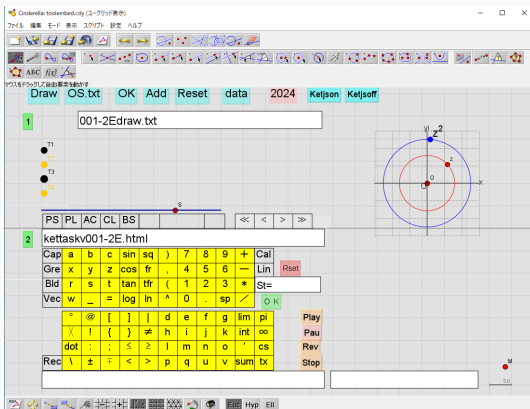 Cinderella: toolembed.cdy (ユークリッド表示)
ファイル 編集 モード 表示 スクリプト 設定 ヘルプ
ABC f(x)
マウスをドラッグして自由要素を動かす
Draw OS.txt OK Add Reset data 2024 Ketjson Ketjsoff
1 001-2Edraw.txt
yi z²
T1
z
T3
O x
S
PS PL AC CL BS ≪ < > ≫
2 kettaskv001-2E.html
Cap a b c sin sq ) 7 8 9 + Cal
Gre x y z cos fr , 4 5 6 − Lin Rset
Bld r s t tan tfr ( 1 2 3 * St=
Vec w _ = log ln ^ 0 . sp / O K
° @ [ ] | d e f g lim pi Play
\ ! { } ≠ h i j k int ∞ Pau
dot : ; ≤ ≥ l m n o ' cs Rev
Rec \ ± ∓ < > p q u v sum tx Stop
M
Euc Hyp Ell